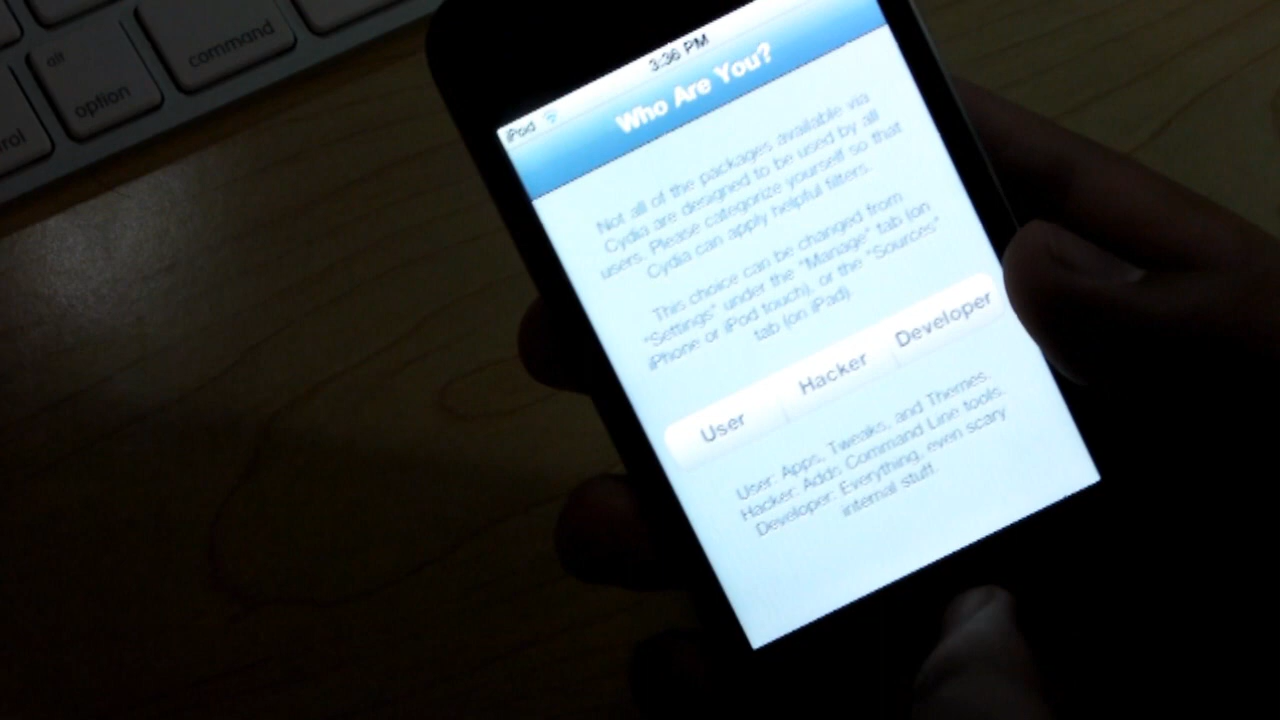 alt
option
command
rol
iPod
3:36 PM
Who Are You?
Not all of the packages available via
Cydia are designed to be used by all
users. Please categorize yourself so that
Cydia can apply helpful filters.
This choice can be changed from
"Settings" under the "Manage" tab (on
iPhone or iPod touch), or the "Sources"
tab (on iPad).
User
Hacker
Developer
User: Apps, Tweaks, and Themes.
Hacker: Adds Command Line tools.
Developer: Everything, even scary
internal stuff.